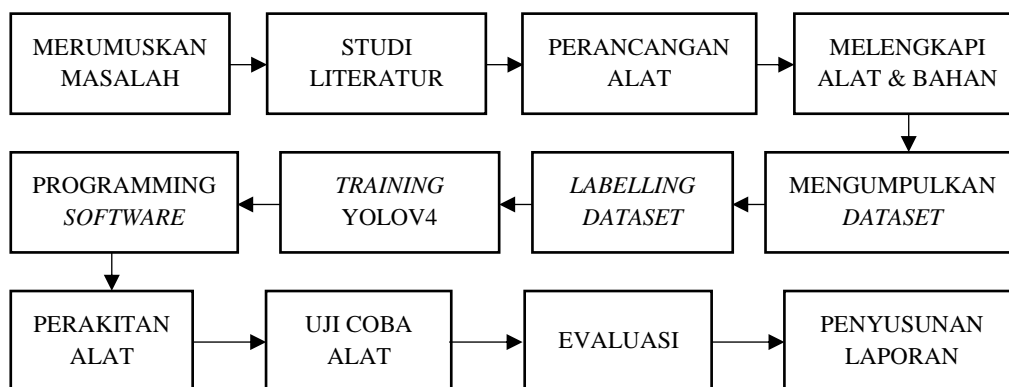 MERUMUSKAN
MASALAH
STUDI
LITERATUR
PERANCANGAN
ALAT
MELENGKAPI
ALAT & BAHAN
MENGUMPULKAN
DATASET
LABELLING
DATASET
TRAINING
YOLOV4
PROGRAMMING
SOFTWARE
PERAKITAN
ALAT
UJI COBA
ALAT
EVALUASI
PENYUSUNAN
LAPORAN